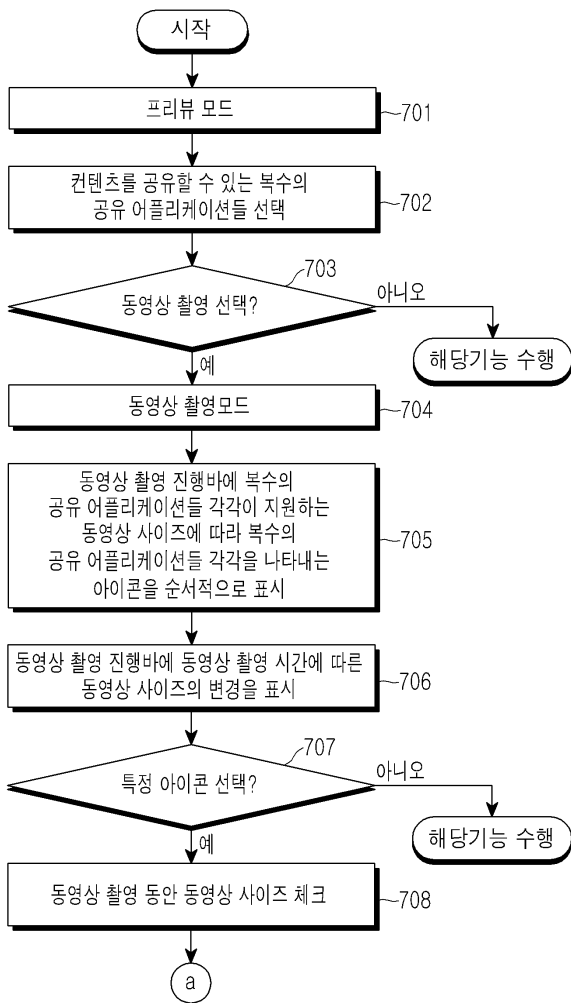 시작
프리뷰 모드
701
컨텐츠를 공유할 수 있는 복수의
공유 어플리케이션들 선택
702
703
동영상 촬영 선택?
아니오
해당기능 수행
예
동영상 촬영모드
704
동영상 촬영 진행바에 복수의
공유 어플리케이션들 각각이 지원하는
동영상 사이즈에 따라 복수의
공유 어플리케이션들 각각을 나타내는
아이콘을 순서적으로 표시
705
동영상 촬영 진행바에 동영상 촬영 시간에 따른
동영상 사이즈의 변경을 표시
706
707
특정 아이콘 선택?
아니오
해당기능 수행
예
동영상 촬영 동안 동영상 사이즈 체크
708
a